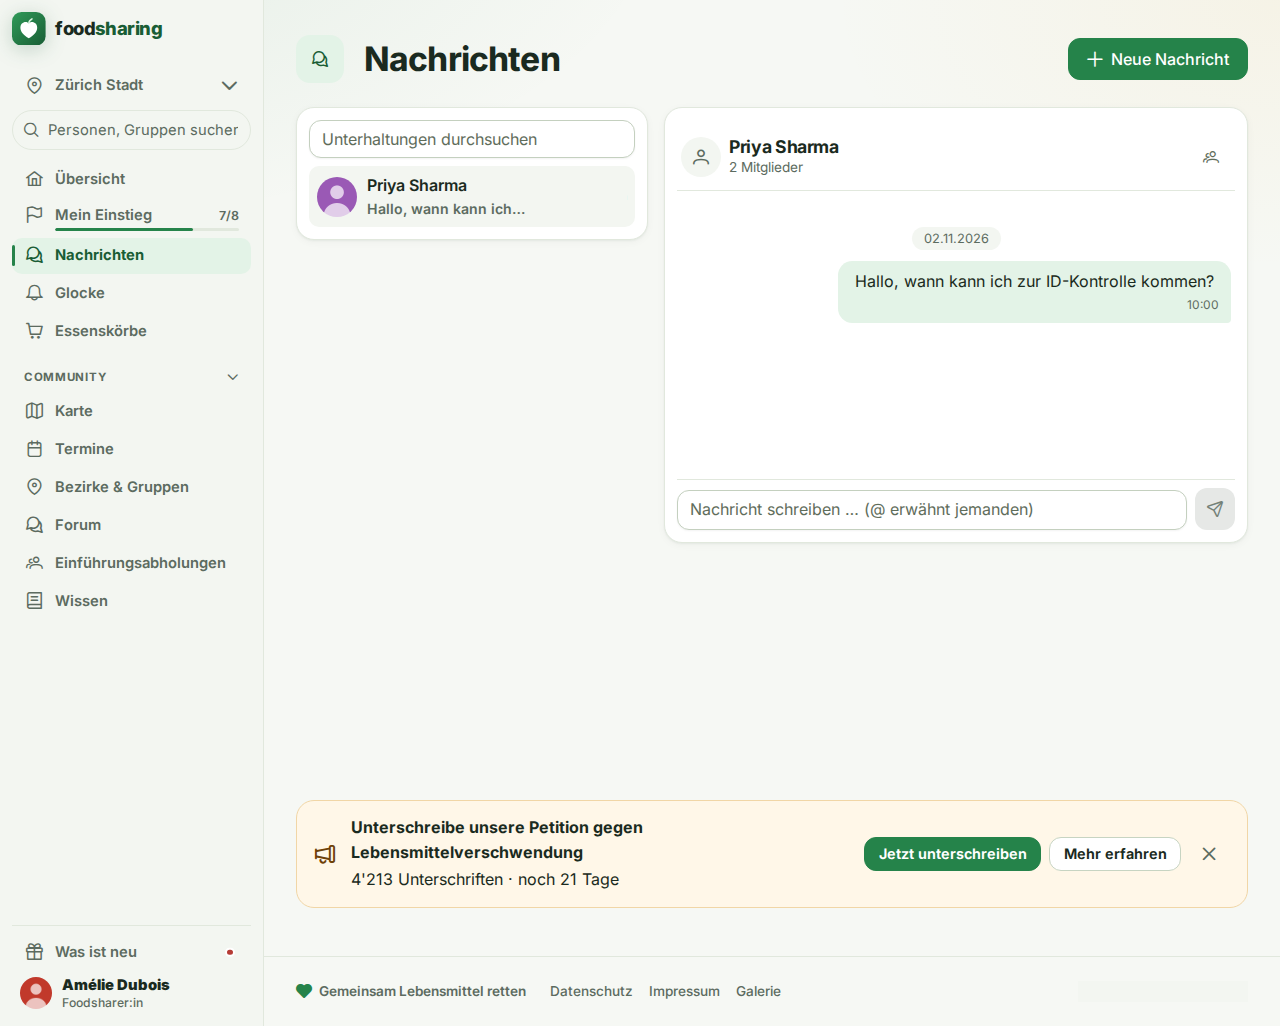 foodsharing
Zürich Stadt
Personen, Gruppen sucher
Übersicht
Mein Einstieg 7/8
Nachrichten
Glocke
Essenskörbe
COMMUNITY
Karte
Termine
Bezirke & Gruppen
Forum
Einführungsabholungen
Wissen
Was ist neu
Amélie Dubois
Foodsharer:in
Nachrichten
Neue Nachricht
Unterhaltungen durchsuchen
Priya Sharma
Hallo, wann kann ich...
Priya Sharma
2 Mitglieder
02.11.2026
Hallo, wann kann ich zur ID-Kontrolle kommen?
10:00
Nachricht schreiben ... (@ erwähnt jemanden)
Unterschreibe unsere Petition gegen
Lebensmittelverschwendung
4'213 Unterschriften · noch 21 Tage
Jetzt unterschreiben
Mehr erfahren
Gemeinsam Lebensmittel retten Datenschutz Impressum Galerie